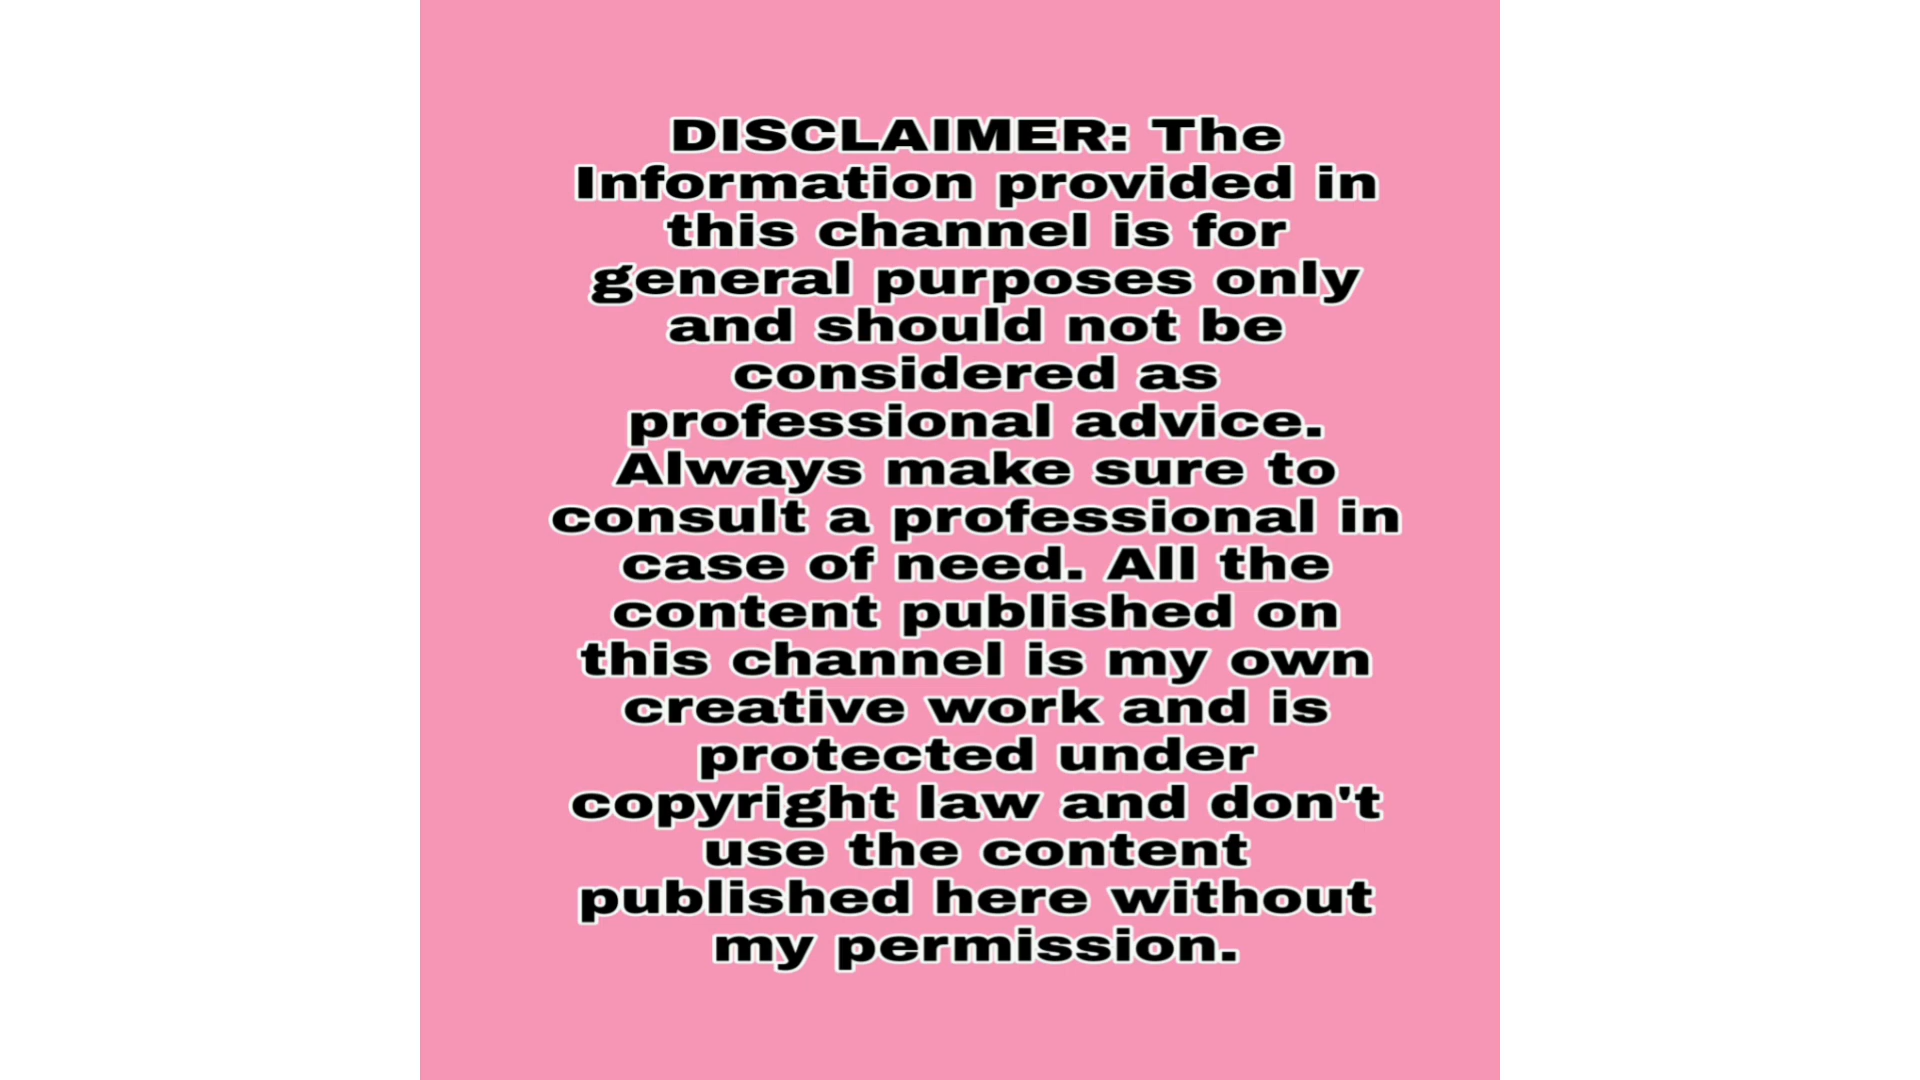 DISCLAIMER: The
Information provided in
this channel is for
general purposes only
and should not be
considered as
professional advice.
Always make sure to
consult a professional in
case of need. All the
content published on
this channel is my own
creative work and is
protected under
copyright law and don't
use the content
published here without
my permission.